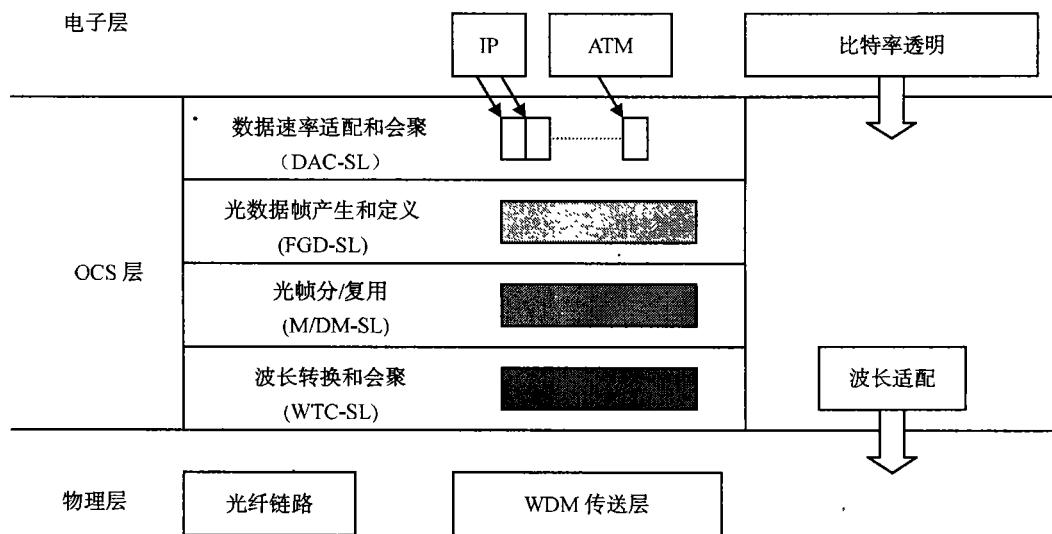 电子层
IP
ATM
比特率透明
数据速率适配和会聚
（DAC-SL）
光数据帧产生和定义
(FGD-SL)
OCS 层
光帧分/复用
(M/DM-SL)
波长转换和会聚
(WTC-SL)
波长适配
物理层
光纤链路
WDM 传送层